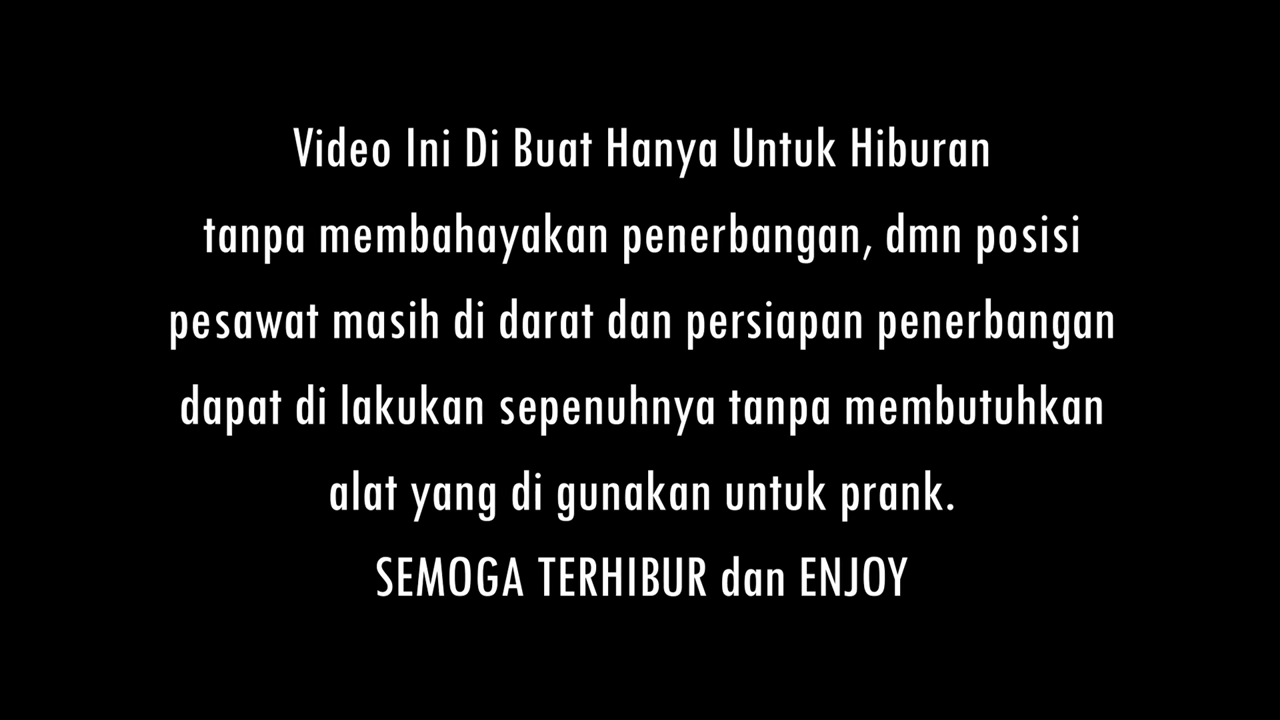 Video Ini Di Buat Hanya Untuk Hiburan
tanpa membahayakan penerbangan, dmn posisi
pesawat masih di darat dan persiapan penerbangan
dapat di lakukan sepenuhnya tanpa membutuhkan
alat yang di gunakan untuk prank.
SEMOGA TERHIBUR dan ENJOY